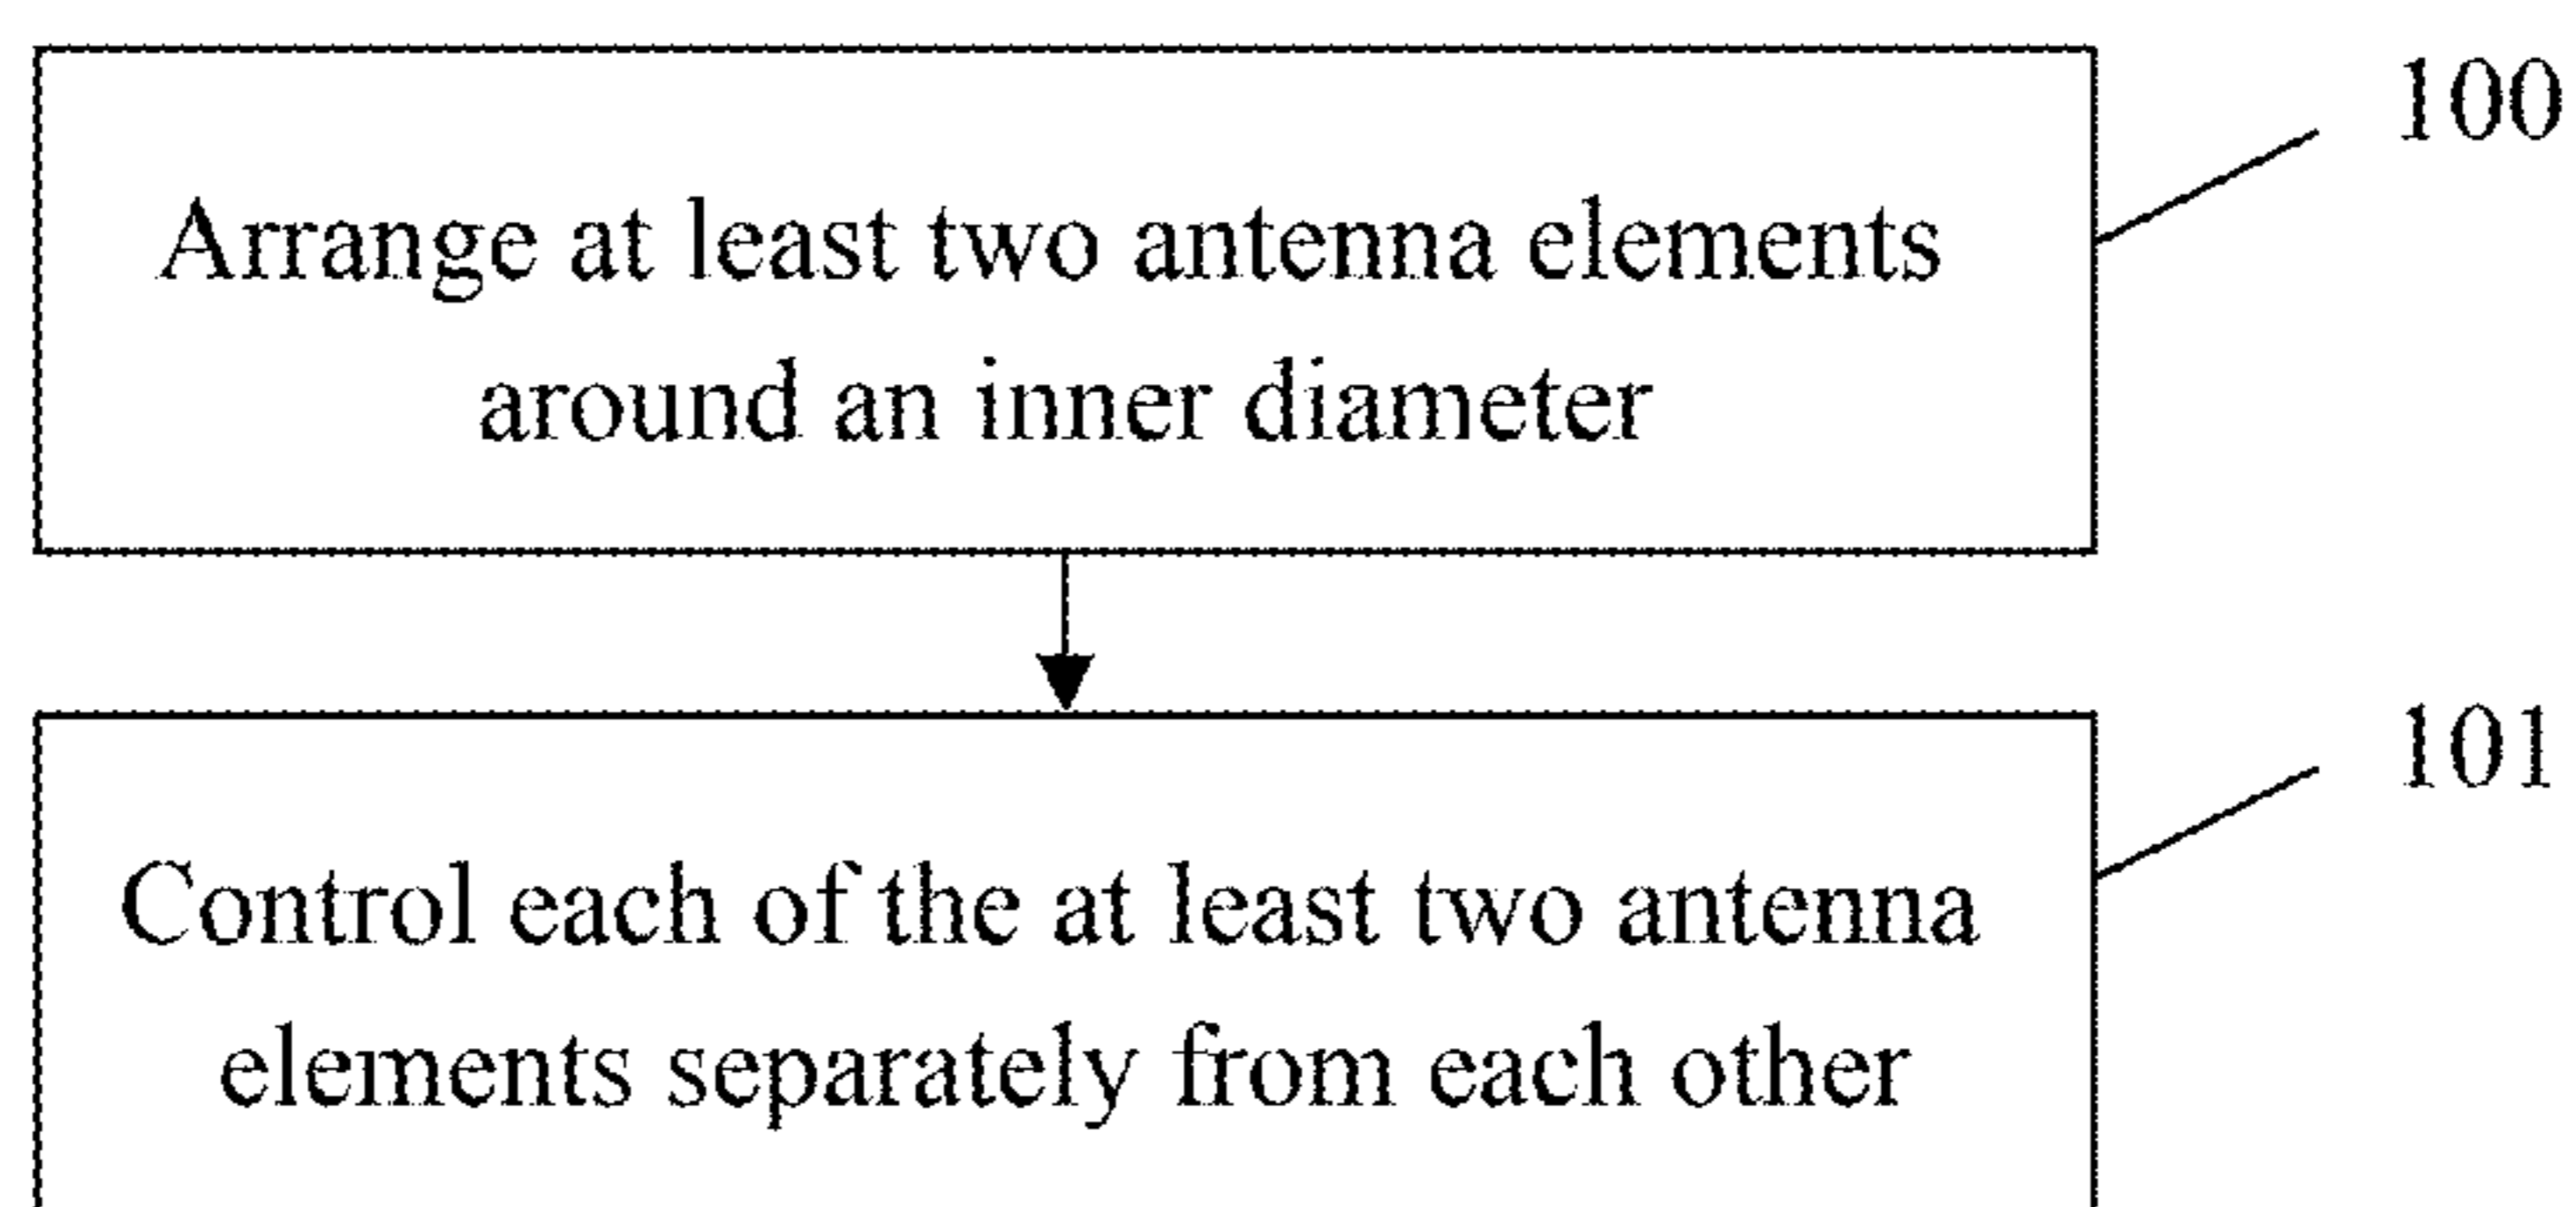 100
Arrange at least two antenna elements
around an inner diameter
101
Control each of the at least two antenna
elements separately from each other